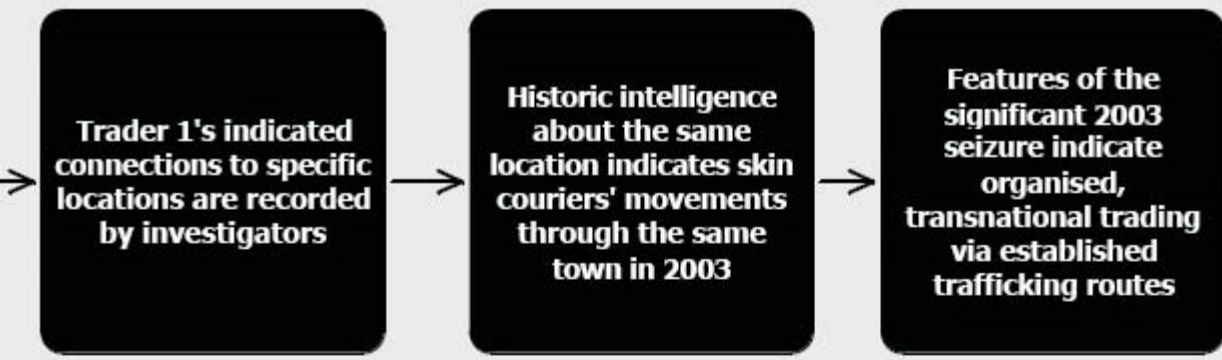 Trader 1's indicated
connections to specific
locations are recorded
by investigators
Historic intelligence
about the same
location indicates skin
couriers' movements
through the same
town in 2003
Features of the
significant 2003
seizure indicate
organised,
transnational trading
via established
trafficking routes